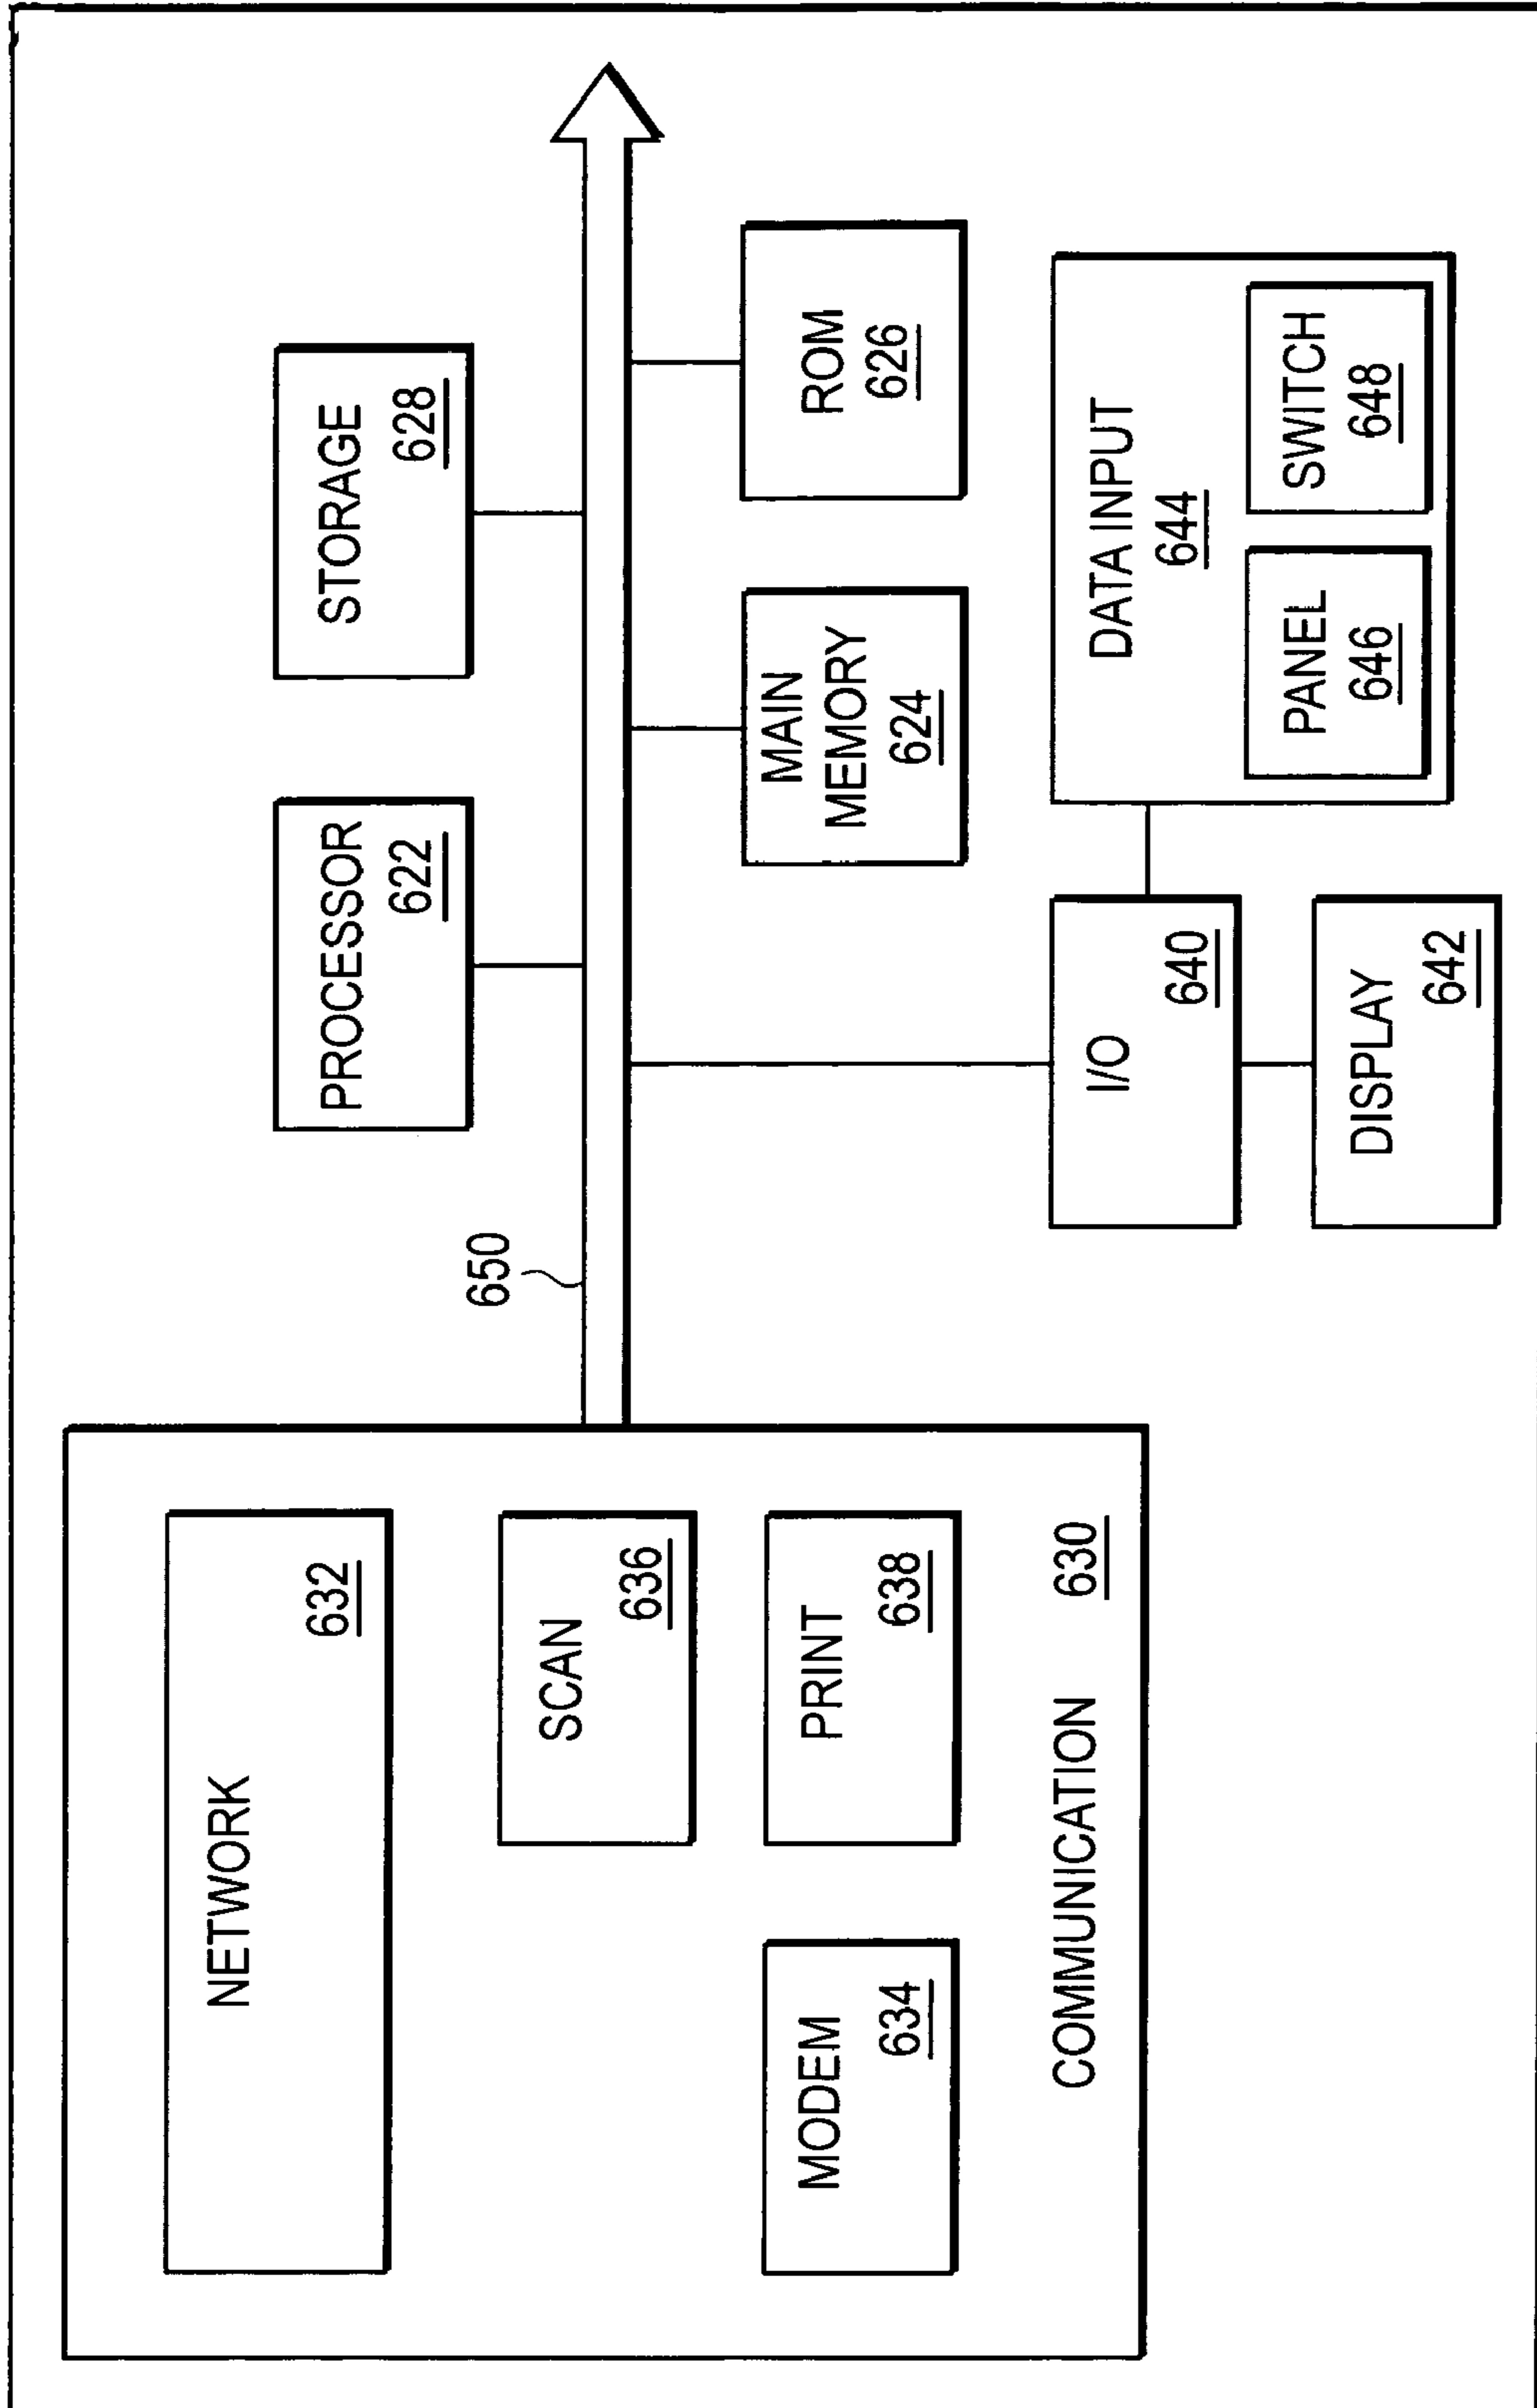 NETWORK
632
SCAN
636
MODEM
634
PRINT
638
COMMUNICATION
630
650
PROCESSOR
622
STORAGE
628
MAIN
MEMORY
624
ROM
626
I/O
640
DISPLAY
642
DATA INPUT
644
PANEL
646
SWITCH
648